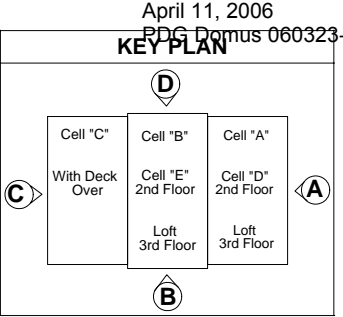 April 11, 2006
PDG Domus 060323-
KEY PLAN
D
Cell "C"
With Deck
Over
Cell "B"
Cell "E"
2nd Floor
Loft
3rd Floor
Cell "A"
Cell "D"
2nd Floor
Loft
3rd Floor
C
A
B